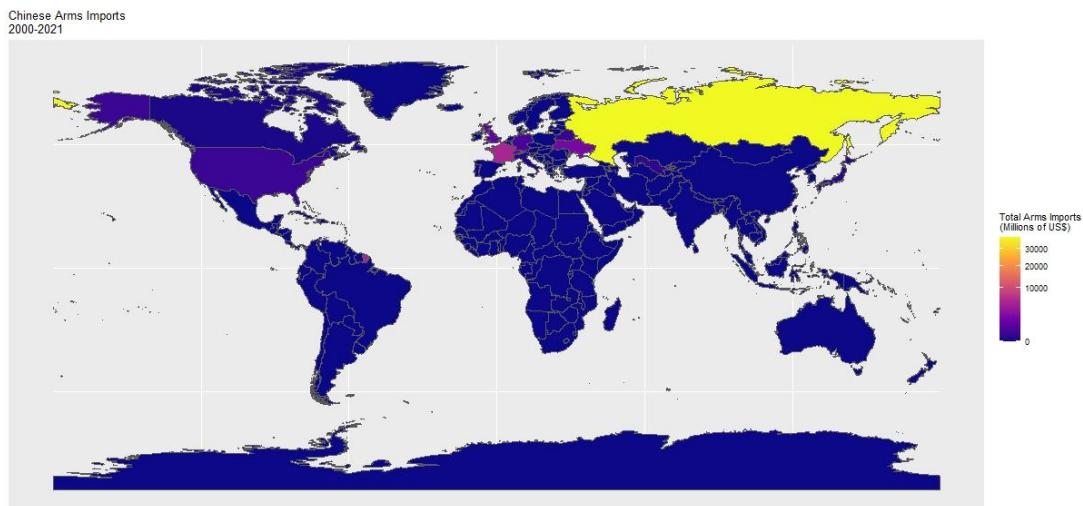 Chinese Arms Imports
2000-2021
Total Arms Imports
(Millions of US$)
30000
20000
10000
0